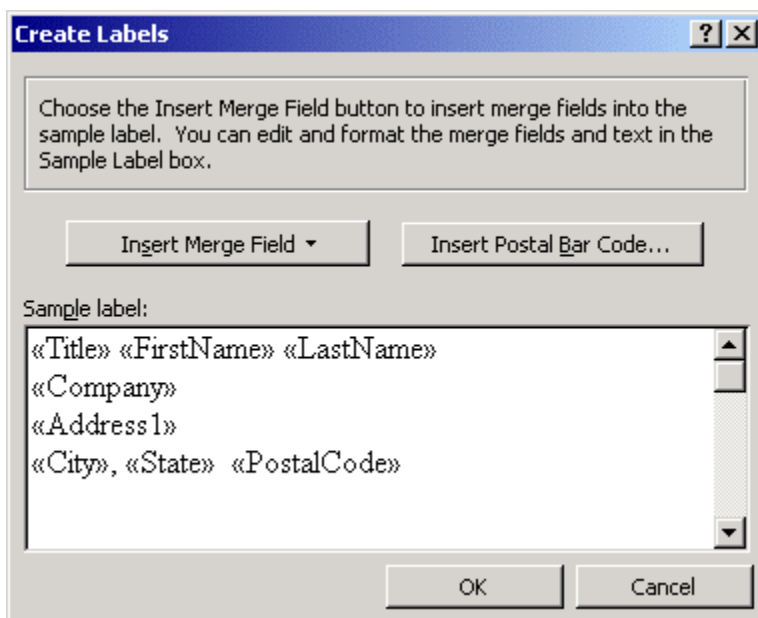 Create Labels
Choose the Insert Merge Field button to insert merge fields into the
sample label. You can edit and format the merge fields and text in the
Sample Label box.
Insert Merge Field
Insert Postal Bar Code...
Sample label:
«Title» «FirstName» «LastName»
«Company»
«Address1»
«City», «State»  «PostalCode»
OK
Cancel